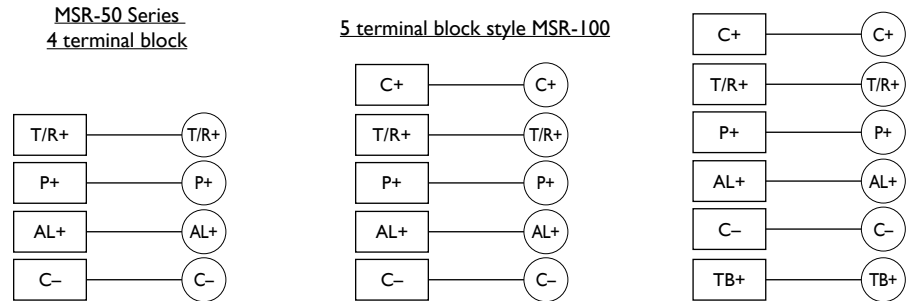 MSR-50 Series
4 terminal block
T/R+ T/R+
P+ P+
AL+ AL+
C– C–
5 terminal block style MSR-100
C+ C+
T/R+ T/R+
P+ P+
AL+ AL+
C– C–
C+ C+
T/R+ T/R+
P+ P+
AL+ AL+
C– C–
TB+ TB+